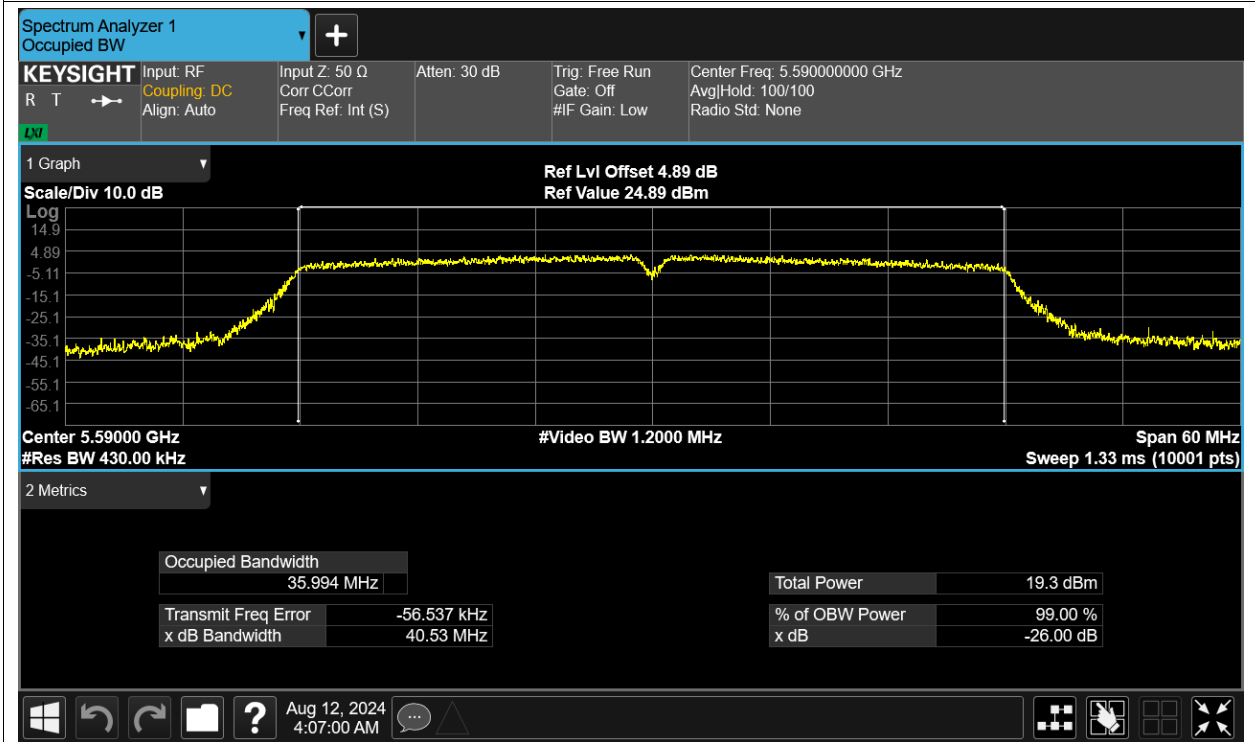 Spectrum Analyzer 1
Occupied BW
▼
+
KEYSIGHT
R T
LXI
Input: RF
Coupling: DC
Align: Auto
Input Z: 50 Ω
Corr CCorr
Freq Ref: Int (S)
Atten: 30 dB
Trig: Free Run
Gate: Off
#IF Gain: Low
Center Freq: 5.590000000 GHz
Avg|Hold: 100/100
Radio Std: None
1 Graph ▼
Scale/Div 10.0 dB
Ref Lvl Offset 4.89 dB
Ref Value 24.89 dBm
Log
14.9
4.89
-5.11
-15.1
-25.1
-35.1
-45.1
-55.1
-65.1
Center 5.59000 GHz
#Res BW 430.00 kHz
#Video BW 1.2000 MHz
Span 60 MHz
Sweep 1.33 ms (10001 pts)
2 Metrics ▼
Occupied Bandwidth
35.994 MHz
Transmit Freq Error -56.537 kHz
x dB Bandwidth 40.53 MHz
Total Power 19.3 dBm
% of OBW Power 99.00 %
x dB -26.00 dB
?
Aug 12, 2024
4:07:00 AM